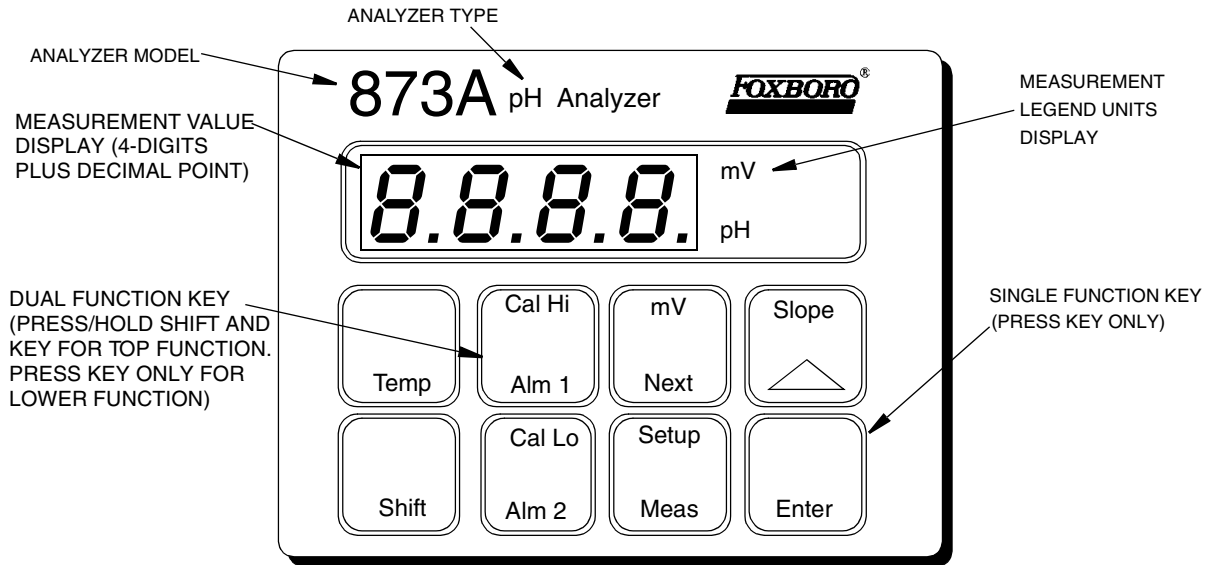 ANALYZER TYPE
ANALYZER MODEL
873A pH Analyzer
FOXBORO®
MEASUREMENT
LEGEND UNITS
DISPLAY
MEASUREMENT VALUE
DISPLAY (4-DIGITS
PLUS DECIMAL POINT)
8.8.8.8.
mV
pH
DUAL FUNCTION KEY
(PRESS/HOLD SHIFT AND
KEY FOR TOP FUNCTION.
PRESS KEY ONLY FOR
LOWER FUNCTION)
SINGLE FUNCTION KEY
(PRESS KEY ONLY)
Temp
Cal Hi
Alm 1
mV
Next
Slope
Shift
Cal Lo
Alm 2
Setup
Meas
Enter